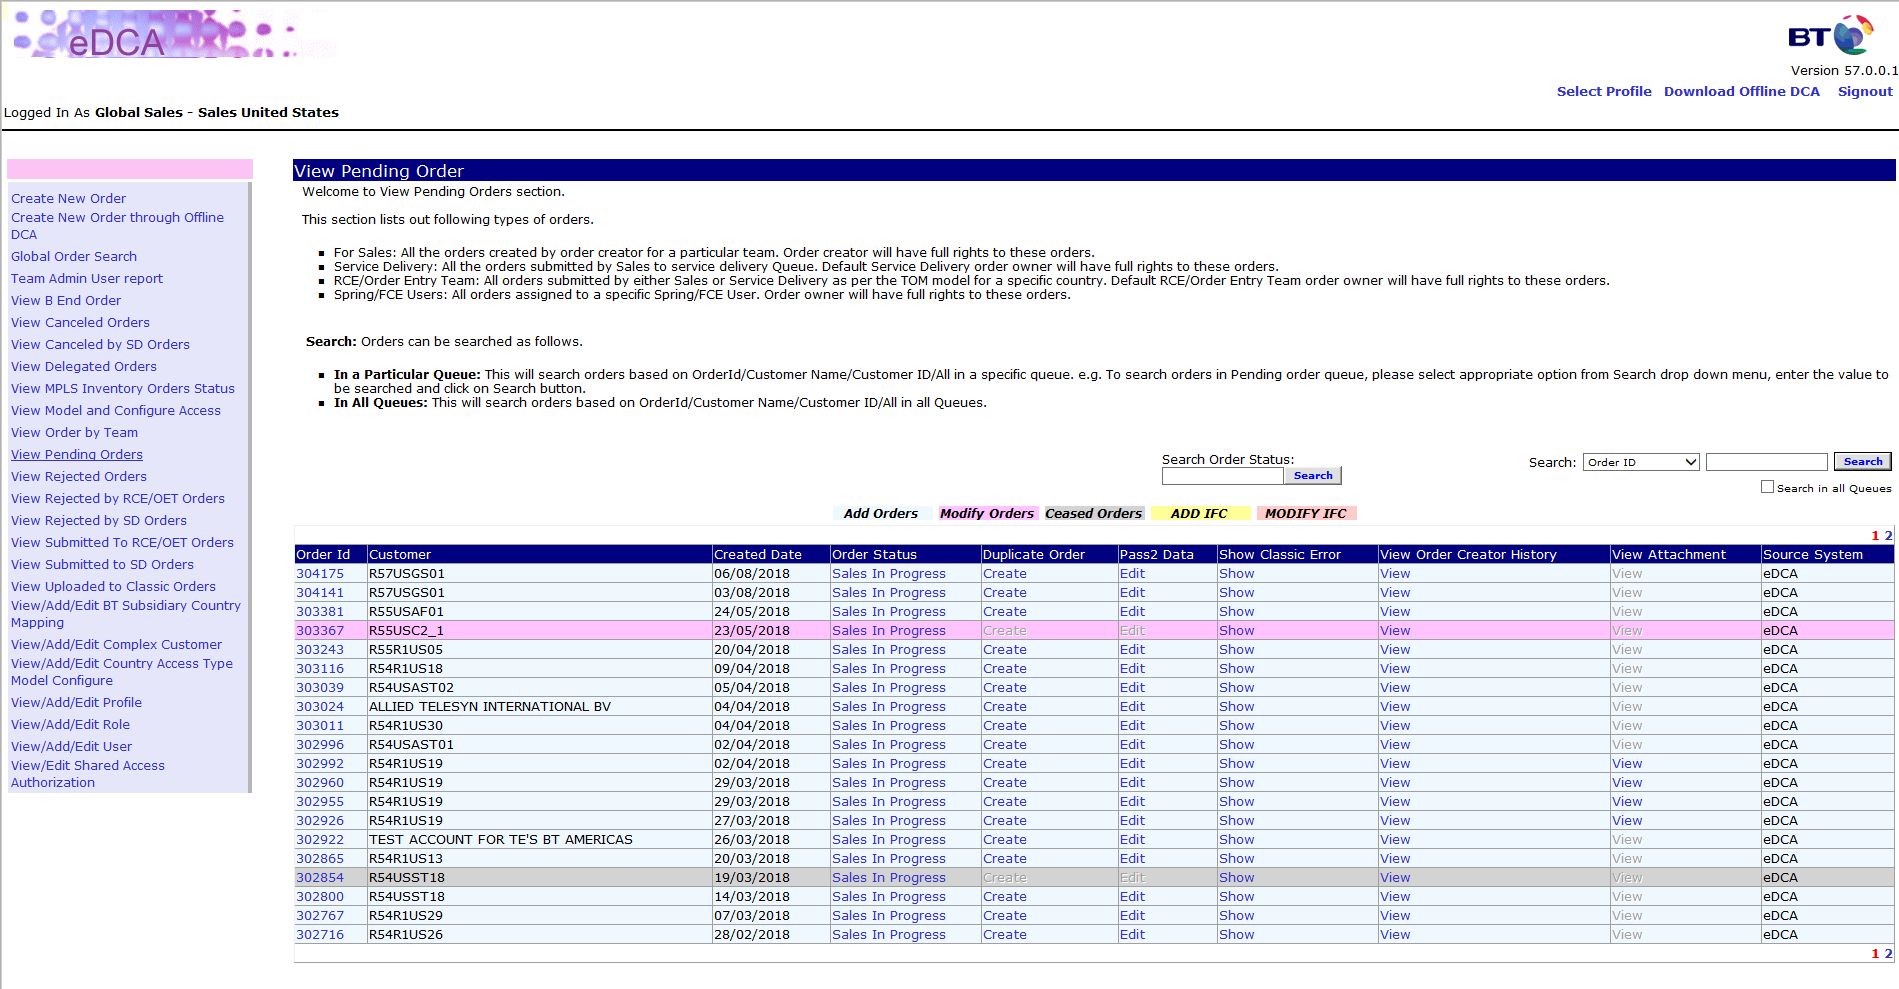 eDCA
BT
Version 57.0.0.1
Select Profile Download Offline DCA Signout
Logged In As Global Sales - Sales United States
Create New Order
Create New Order through Offline
DCA
Global Order Search
Team Admin User report
View B End Order
View Canceled Orders
View Canceled by SD Orders
View Delegated Orders
View MPLS Inventory Orders Status
View Model and Configure Access
View Order by Team
View Pending Orders
View Rejected Orders
View Rejected by RCE/OET Orders
View Rejected by SD Orders
View Submitted To RCE/OET Orders
View Submitted to SD Orders
View Uploaded to Classic Orders
View/Add/Edit BT Subsidiary Country
Mapping
View/Add/Edit Complex Customer
View/Add/Edit Country Access Type
Model Configure
View/Add/Edit Profile
View/Add/Edit Role
View/Add/Edit User
View/Edit Shared Access
Authorization
View Pending Order
Welcome to View Pending Orders section.
This section lists out following types of orders.
For Sales: All the orders created by order creator for a particular team. Order creator will have full rights to these orders.
Service Delivery: All the orders submitted by Sales to service delivery Queue. Default Service Delivery order owner will have full rights to these orders.
RCE/Order Entry Team: All orders submitted by either Sales or Service Delivery as per the TOM model for a specific country. Default RCE/Order Entry Team order owner will have full rights to these orders.
Spring/FCE Users: All orders assigned to a specific Spring/FCE User. Order owner will have full rights to these orders.
Search: Orders can be searched as follows.
In a Particular Queue: This will search orders based on OrderId/Customer Name/Customer ID/All in a specific queue. e.g. To search orders in Pending order queue, please select appropriate option from Search drop down menu, enter the value to
be searched and click on Search button.
In All Queues: This will search orders based on OrderId/Customer Name/Customer ID/All in all Queues.
Search Order Status:
Search
Search: Order ID Search
Search in all Queues
Add Orders Modify Orders Ceased Orders ADD IFC MODIFY IFC
1 2
Order Id Customer Created Date Order Status Duplicate Order Pass2 Data Show Classic Error View Order Creator History View Attachment Source System
304175 R57USGS01 06/08/2018 Sales In Progress Create Edit Show View View eDCA
304141 R57USGS01 03/08/2018 Sales In Progress Create Edit Show View View eDCA
303381 R55USAF01 24/05/2018 Sales In Progress Create Edit Show View View eDCA
303367 R55USC2_1 23/05/2018 Sales In Progress Create Edit Show View View eDCA
303243 R55R1US05 20/04/2018 Sales In Progress Create Edit Show View View eDCA
303116 R54R1US18 09/04/2018 Sales In Progress Create Edit Show View View eDCA
303039 R54USAST02 05/04/2018 Sales In Progress Create Edit Show View View eDCA
303024 ALLIED TELESYN INTERNATIONAL BV 04/04/2018 Sales In Progress Create Edit Show View View eDCA
303011 R54R1US30 04/04/2018 Sales In Progress Create Edit Show View View eDCA
302996 R54USAST01 02/04/2018 Sales In Progress Create Edit Show View View eDCA
302992 R54R1US19 02/04/2018 Sales In Progress Create Edit Show View View eDCA
302960 R54R1US19 29/03/2018 Sales In Progress Create Edit Show View View eDCA
302955 R54R1US19 29/03/2018 Sales In Progress Create Edit Show View View eDCA
302926 R54R1US19 27/03/2018 Sales In Progress Create Edit Show View View eDCA
302922 TEST ACCOUNT FOR TE'S BT AMERICAS 26/03/2018 Sales In Progress Create Edit Show View View eDCA
302865 R54R1US13 20/03/2018 Sales In Progress Create Edit Show View View eDCA
302854 R54USST18 19/03/2018 Sales In Progress Create Edit Show View View eDCA
302800 R54USST18 14/03/2018 Sales In Progress Create Edit Show View View eDCA
302767 R54R1US29 07/03/2018 Sales In Progress Create Edit Show View View eDCA
302716 R54R1US26 28/02/2018 Sales In Progress Create Edit Show View View eDCA
1 2